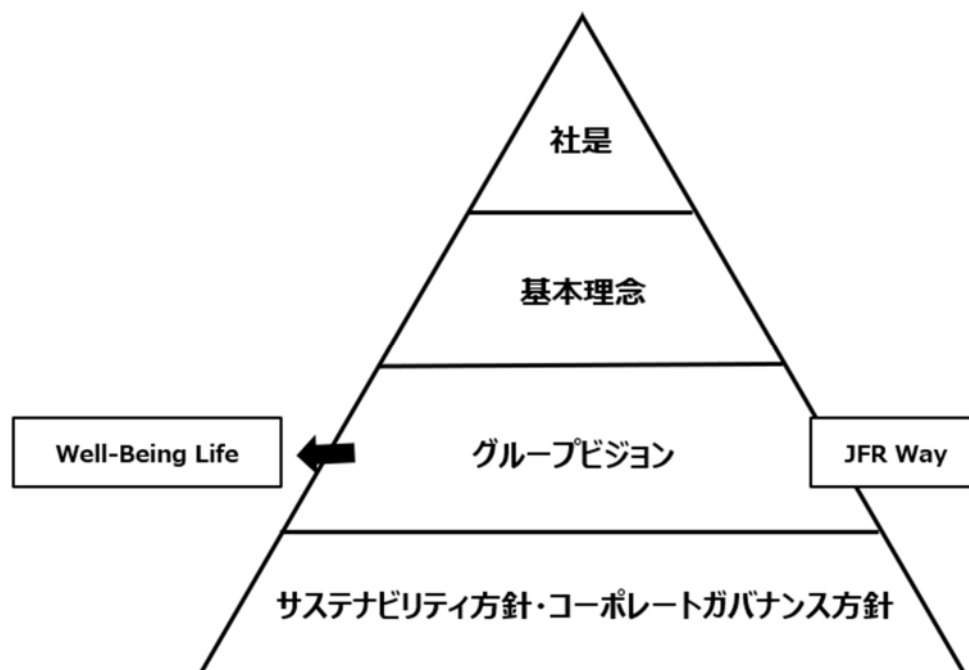 社是
基本理念
Well-Being Life
グループビジョン
JFR Way
サステナビリティ方針・コーポレートガバナンス方針